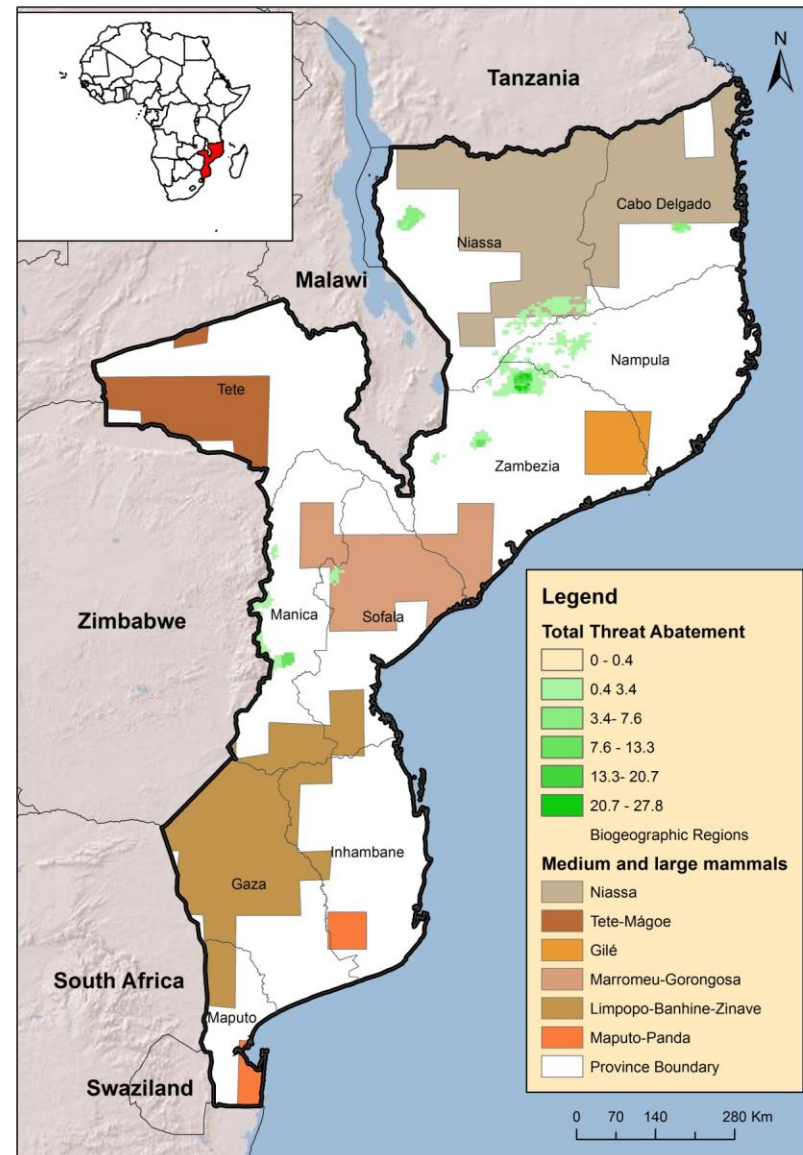 N
Tanzania
Cabo Delgado
Niassa
Malawi
Nampula
Tete
Zambezia
Zimbabwe
Manica
Sofala
Inhambane
Gaza
South Africa
Maputo
Swaziland
Legend
Total Threat Abatement
0 - 0.4
0.4 3.4
3.4- 7.6
7.6 - 13.3
13.3- 20.7
20.7 - 27.8
Biogeographic Regions
Medium and large mammals
Niassa
Tete-Mágoe
Gilé
Marromeu-Gorongosa
Limpopo-Banhine-Zinave
Maputo-Panda
Province Boundary
0 70 140 280 Km